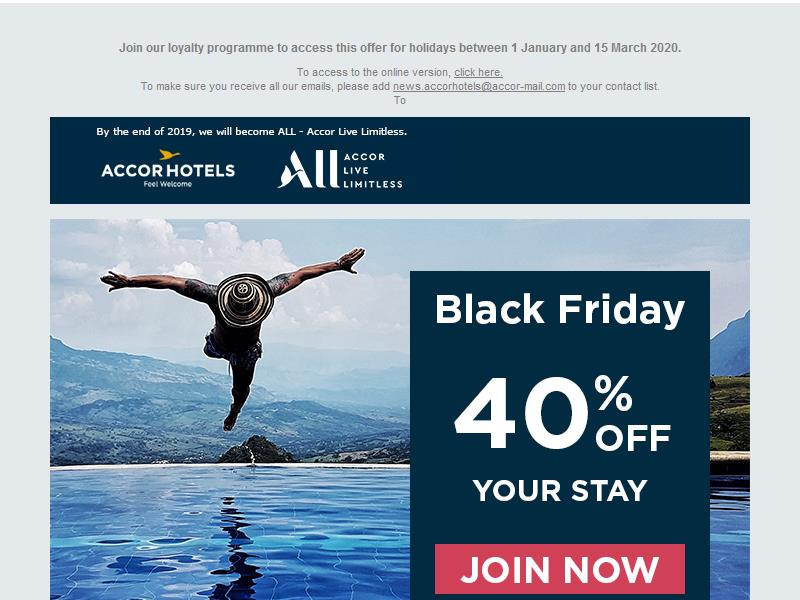 Join our loyalty programme to access this offer for holidays between 1 January and 15 March 2020.
To access to the online version, click here.
To make sure you receive all our emails, please add news.accorhotels@accor-mail.com to your contact list.
To
By the end of 2019, we will become ALL - Accor Live Limitless.
ACCOR HOTELS
Feel Welcome
All
ACCOR
LIVE
LIMITLESS
Black Friday
40% OFF
YOUR STAY
JOIN NOW